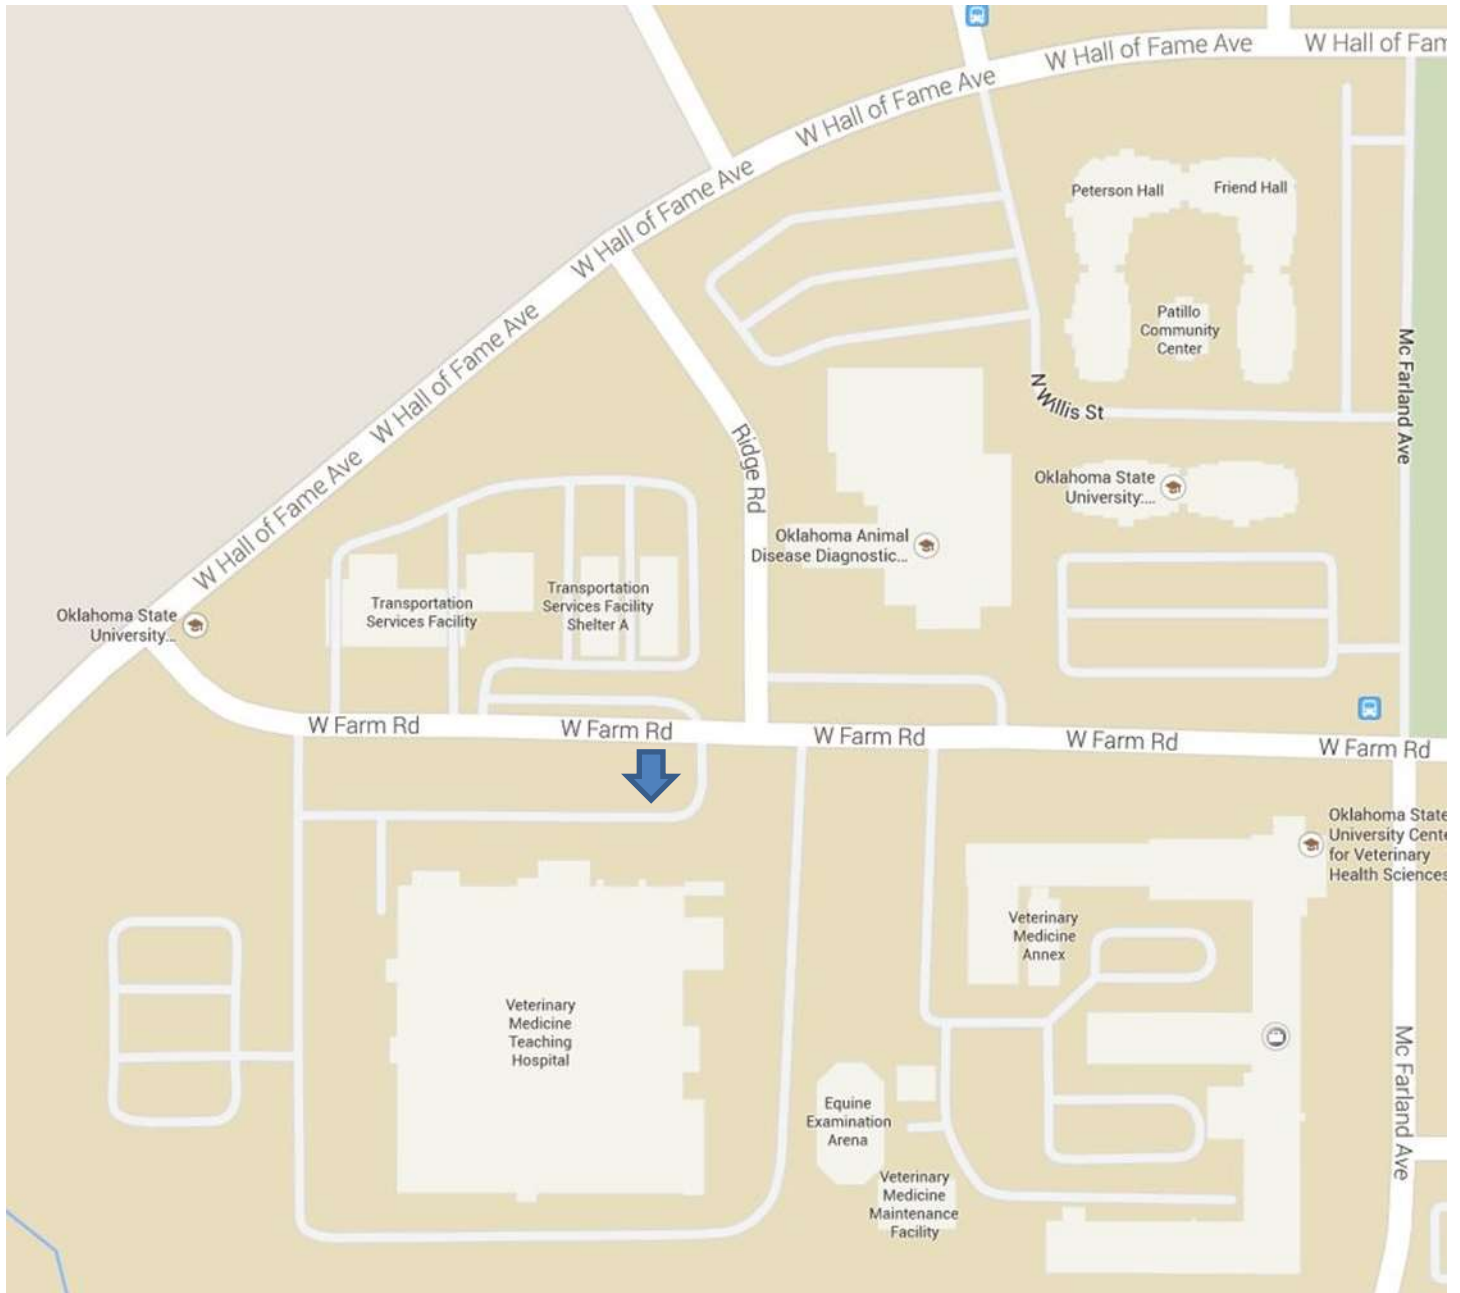 W Hall of Fame Ave
W Hall of Fam
W Hall of Fame Ave
W Hall of Fame Ave
W Hall of Fame Ave
W Hall of Fame Ave
W Hall of Fame Ave
Peterson Hall
Friend Hall
Patillo
Community
Center
Mc Farland Ave
N Willis St
Ridge Rd
Oklahoma State
University:...
Oklahoma Animal
Disease Diagnostic...
Transportation
Services Facility
Transportation
Services Facility
Shelter A
Oklahoma State
University...
W Farm Rd
W Farm Rd
W Farm Rd
W Farm Rd
W Farm Rd
Oklahoma State
University Cente
for Veterinary
Health Sciences
Veterinary
Medicine
Annex
Veterinary
Medicine
Teaching
Hospital
Equine
Examination
Arena
Mc Farland Ave
Veterinary
Medicine
Maintenance
Facility